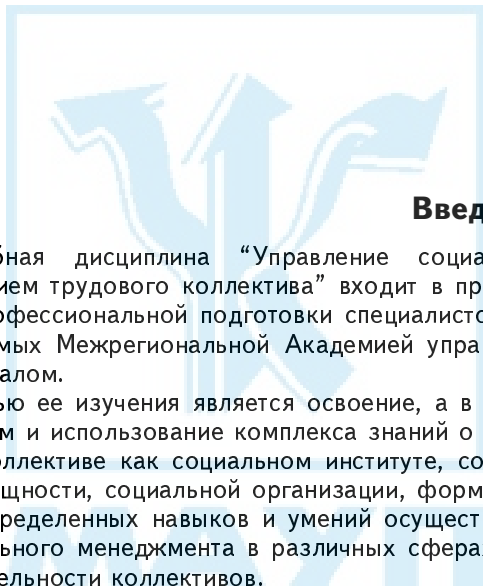 Введ
бная дисциплина “Управление социа
ием трудового коллектива” входит в пр
офессиональной подготовки специалисто
мых Межрегиональной Академией упра
алом.
ью ее изучения является освоение, а в
м и использование комплекса знаний о
оллективе как социальном институте, со
щности, социальной организации, форм
ределенных навыков и умений осущест
льного менеджмента в различных сфера
ельности коллективов.
МАУП